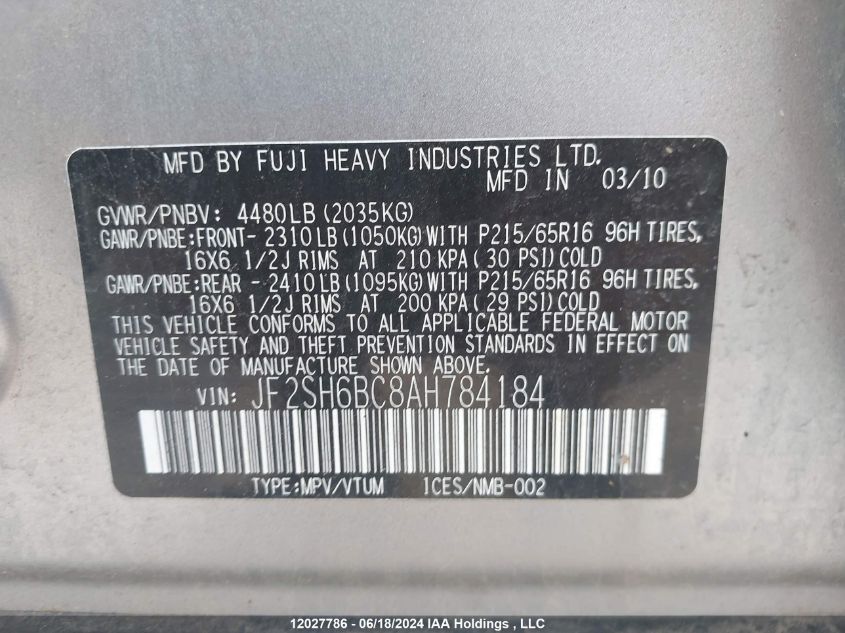 MFD BY FUJI HEAVY INDUSTRIES LTD.
MFD IN 03/10
GVWR/PNBV: 4480LB (2035KG)
GAWR/PNBE:FRONT- 2310LB(1050KG)WITH P215/65R16 96H TIRES,
16X6 1/2J RIMS AT 210 KPA(30 PSI)COLD
GAWR/PNBE:REAR - 2410LB(1095KG)WITH P215/65R16 96H TIRES,
16X6 1/2J RIMS AT 200 KPA(29 PSI)COLD
THIS VEHICLE CONFORMS TO ALL APPLICABLE FEDERAL MOTOR
VEHICLE SAFETY AND THEFT PREVENTION STANDARDS IN EFFECT ON
THE DATE OF MANUFACTURE SHOWN ABOVE.
VIN: JF2SH6BC8AH784184
TYPE:MPV/VTUM 1CES/NMB-002
12027786 - 06/18/2024 IAA Holdings , LLC